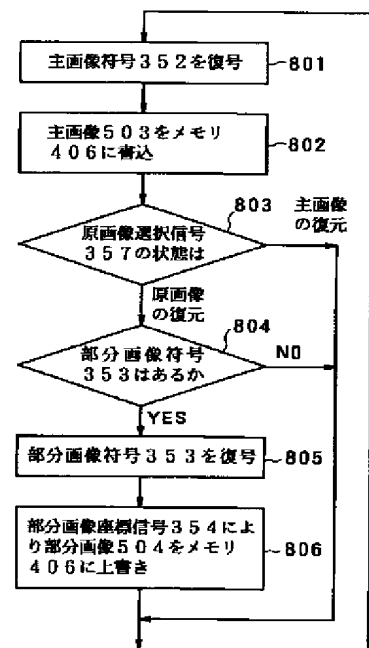 主画像符号352を復号
801
主画像503をメモリ
406に書込
802
803
原画像選択信号
357の状態は
主画像
の復元
原画像
の復元
804
部分画像符号
353はあるか
NO
YES
部分画像符号353を復号
805
部分画像座標信号354によ
り部分画像504をメモリ
406に上書き
806